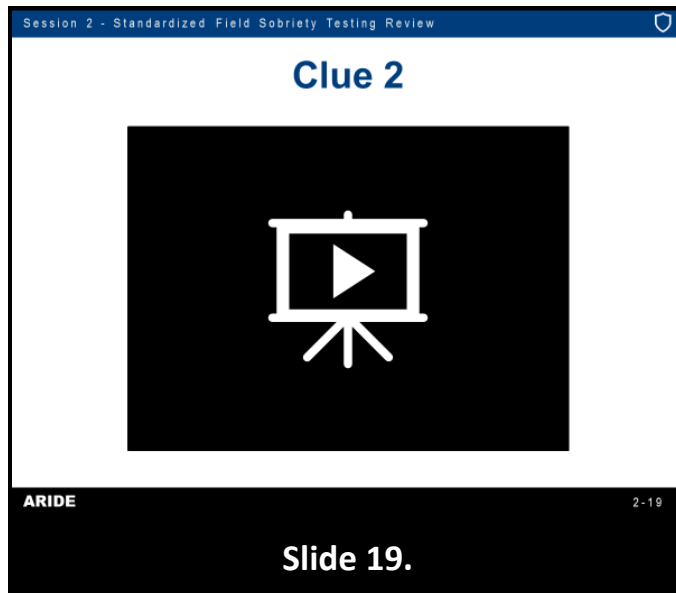 Session 2 - Standardized Field Sobriety Testing Review
Clue 2
ARIDE
2-19
Slide 19.